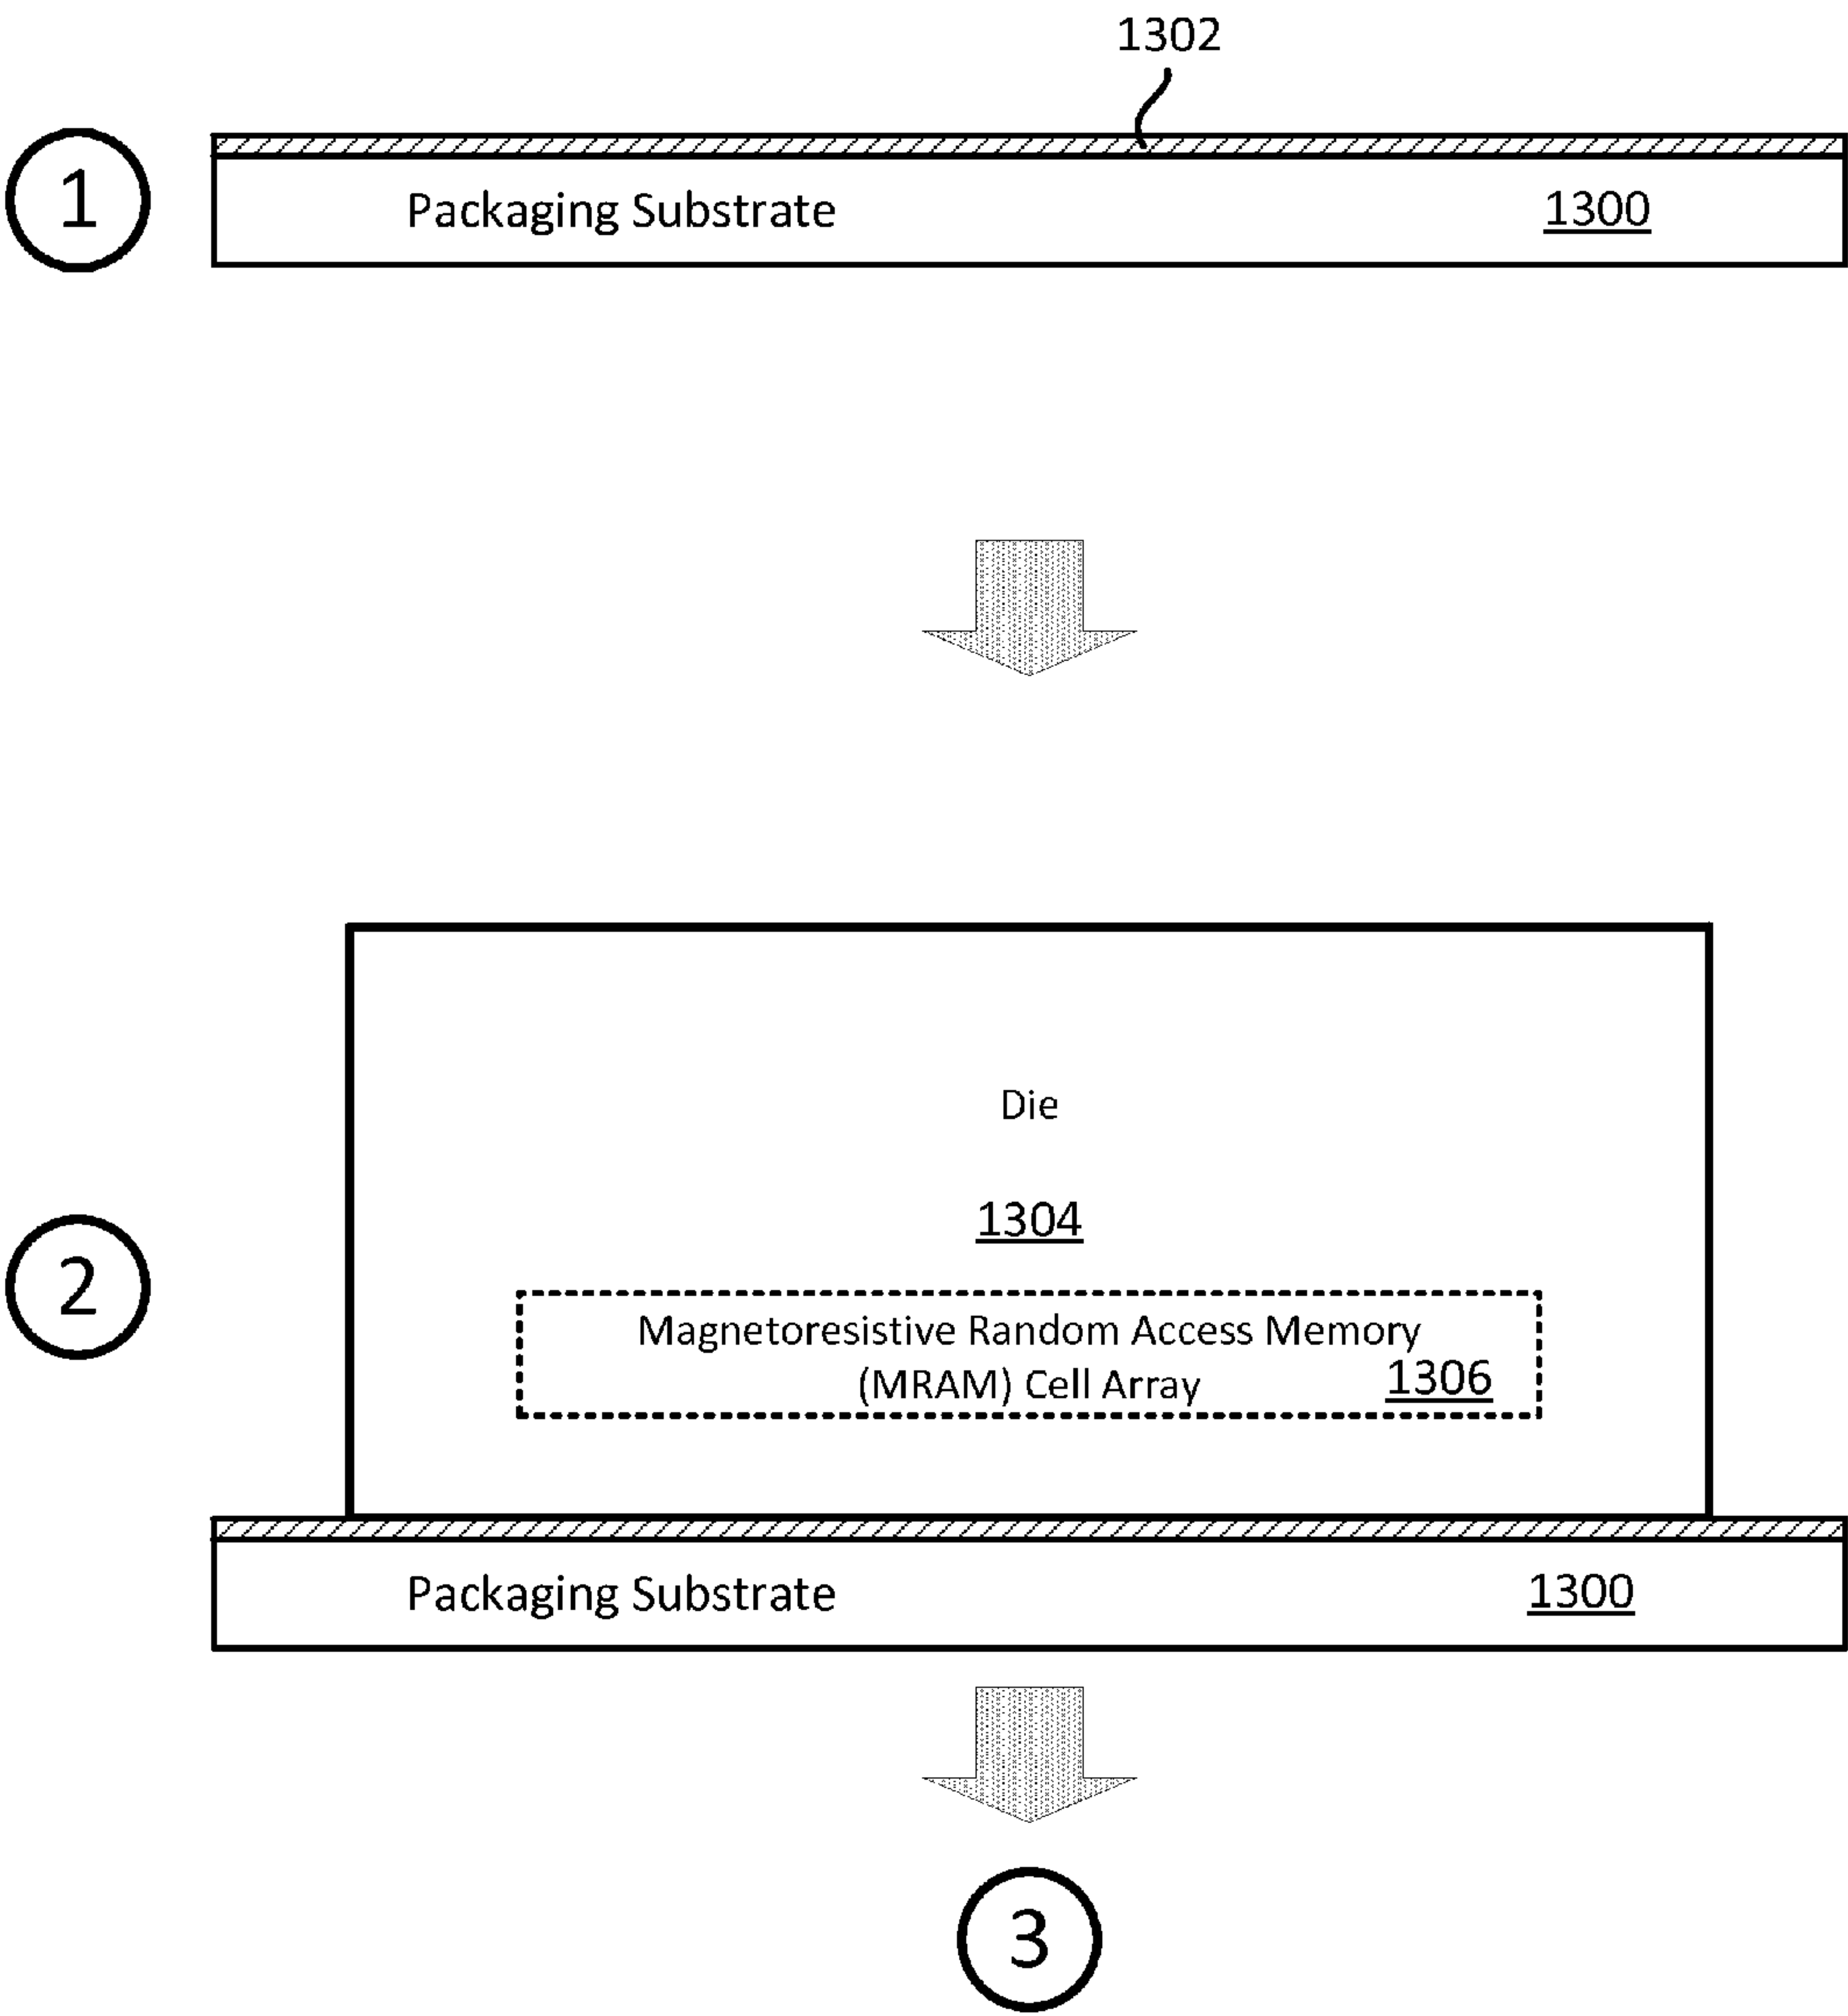 1302
1
Packaging Substrate 1300
Die
1304
2
Magnetoresistive Random Access Memory
(MRAM) Cell Array 1306
Packaging Substrate 1300
3